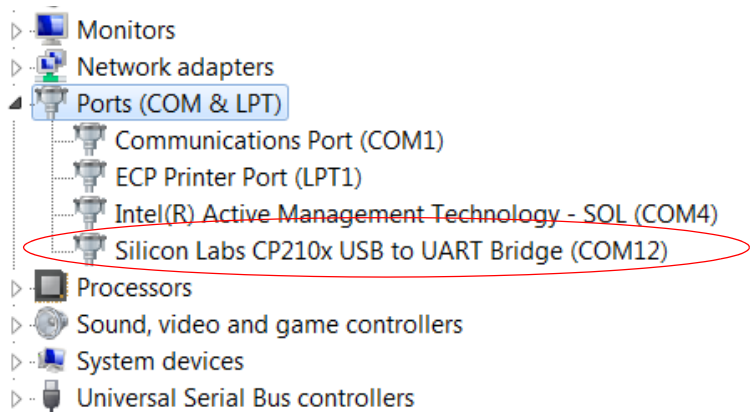 Monitors
Network adapters
Ports (COM & LPT)
Communications Port (COM1)
ECP Printer Port (LPT1)
Intel(R) Active Management Technology - SOL (COM4)
Silicon Labs CP210x USB to UART Bridge (COM12)
Processors
Sound, video and game controllers
System devices
Universal Serial Bus controllers